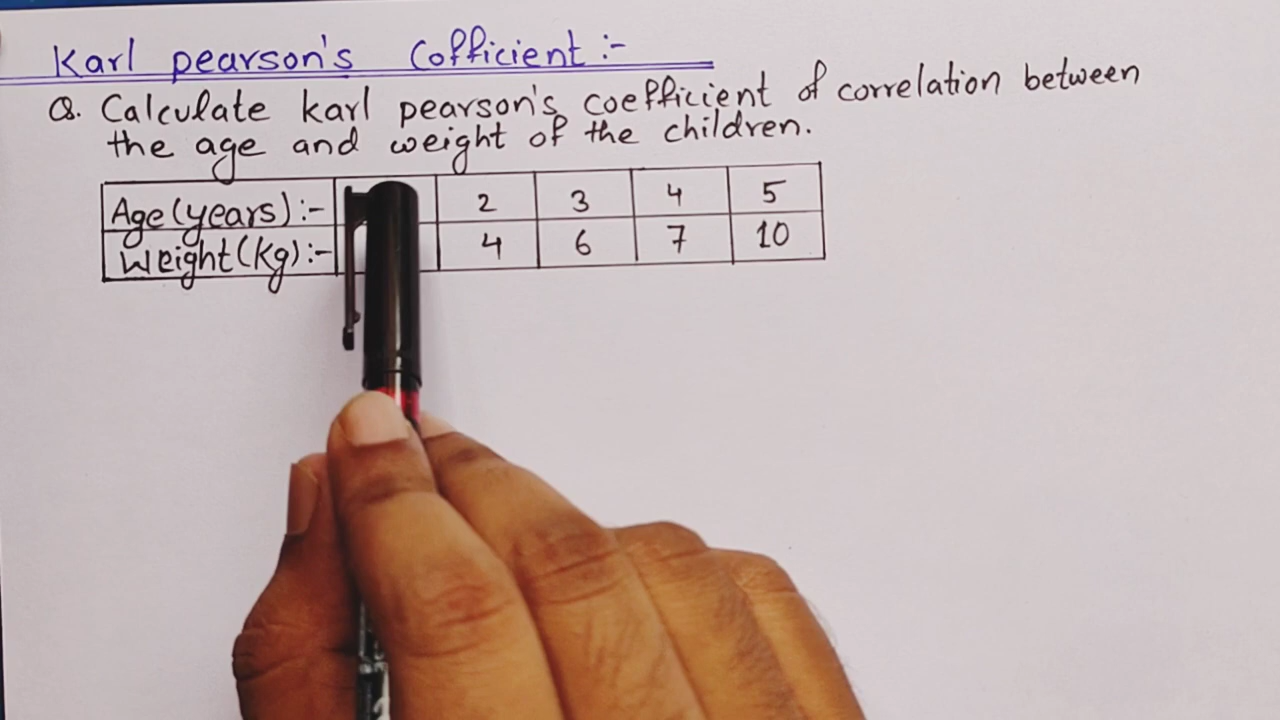 Karl pearson's Cofficient :-
Q. Calculate karl pearson's coefficient of correlation between
the age and weight of the children.
Age (years) :- 2 3 4 5
Weight (kg) :- 4 6 7 10